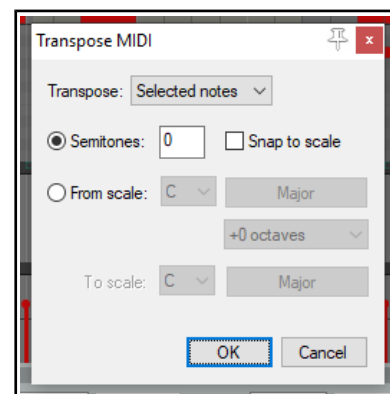 Transpose MIDI x
Transpose: Selected notes
Semitones: 0 Snap to scale
From scale: C Major
+0 octaves
To scale: C Major
OK Cancel